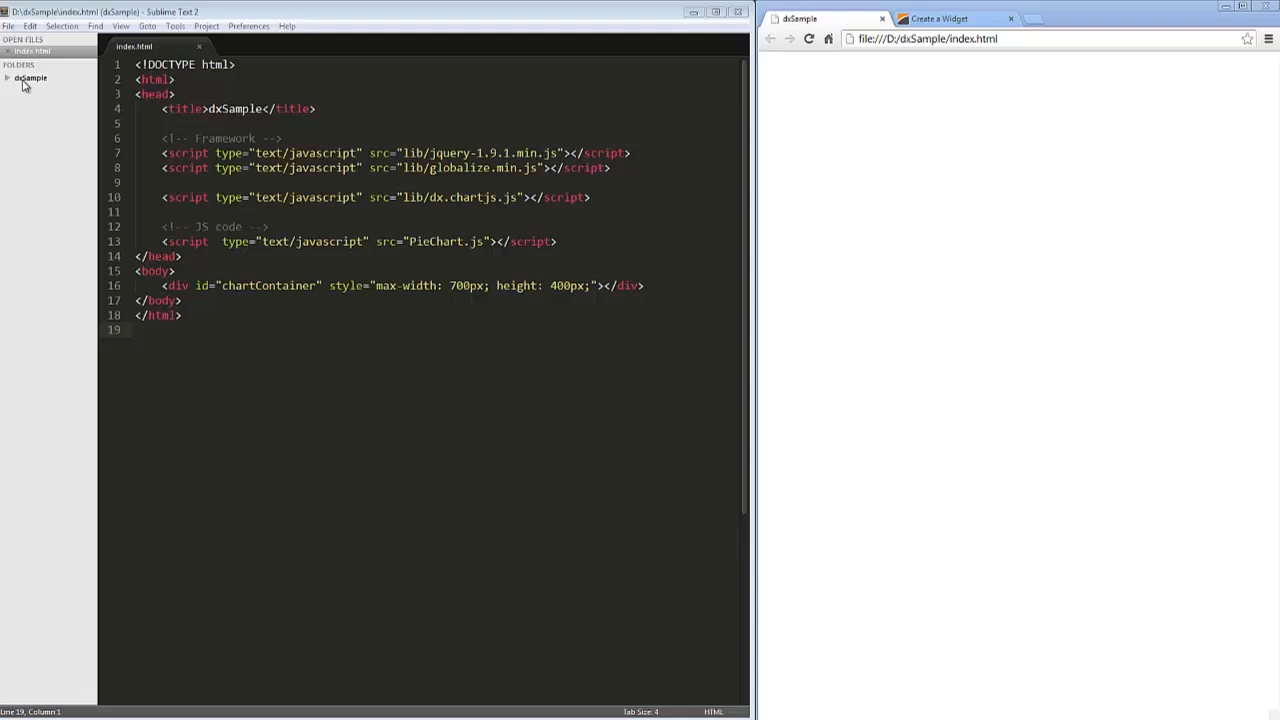 D:\dxSample\index.html (dxSample) - Sublime Text 2
File Edit Selection Find View Goto Tools Project Preferences Help
OPEN FILES
index.html
FOLDERS
dxSample
index.html
1 <!DOCTYPE html>
2 <html>
3 <head>
4 <title>dxSample</title>
5
6 <!-- Framework -->
7 <script type="text/javascript" src="lib/jquery-1.9.1.min.js"></script>
8 <script type="text/javascript" src="lib/globalize.min.js"></script>
9
10 <script type="text/javascript" src="lib/dx.chartjs.js"></script>
11
12 <!-- JS code -->
13 <script  type="text/javascript" src="PieChart.js"></script>
14 </head>
15 <body>
16 <div id="chartContainer" style="max-width: 700px; height: 400px;"></div>
17 </body>
18 </html>
19
Line 19, Column 1
Tab Size: 4
HTML
dxSample
Create a Widget
file:///D:/dxSample/index.html